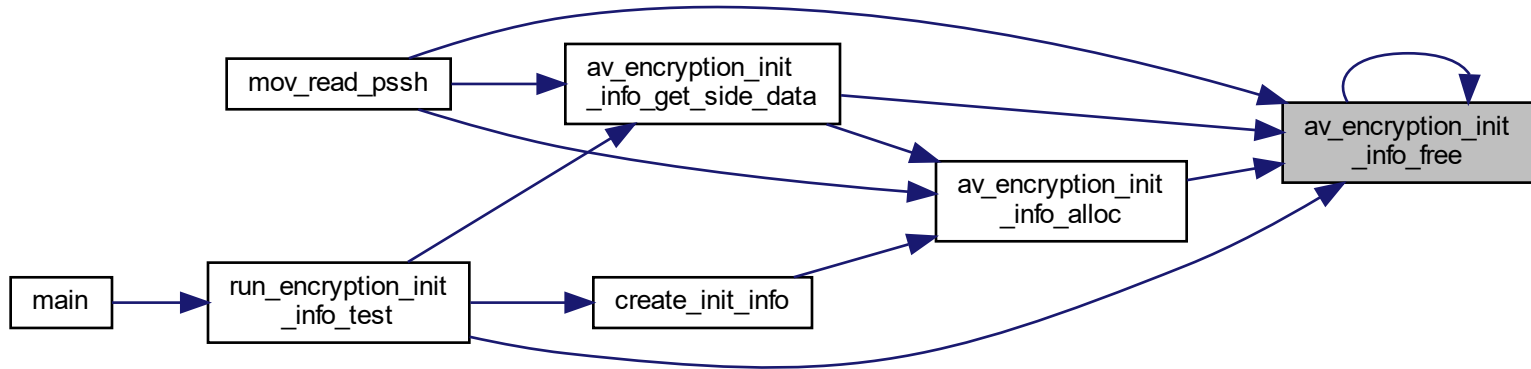 mov_read_pssh
av_encryption_init
_info_get_side_data
av_encryption_init
_info_free
av_encryption_init
_info_alloc
main
run_encryption_init
_info_test
create_init_info